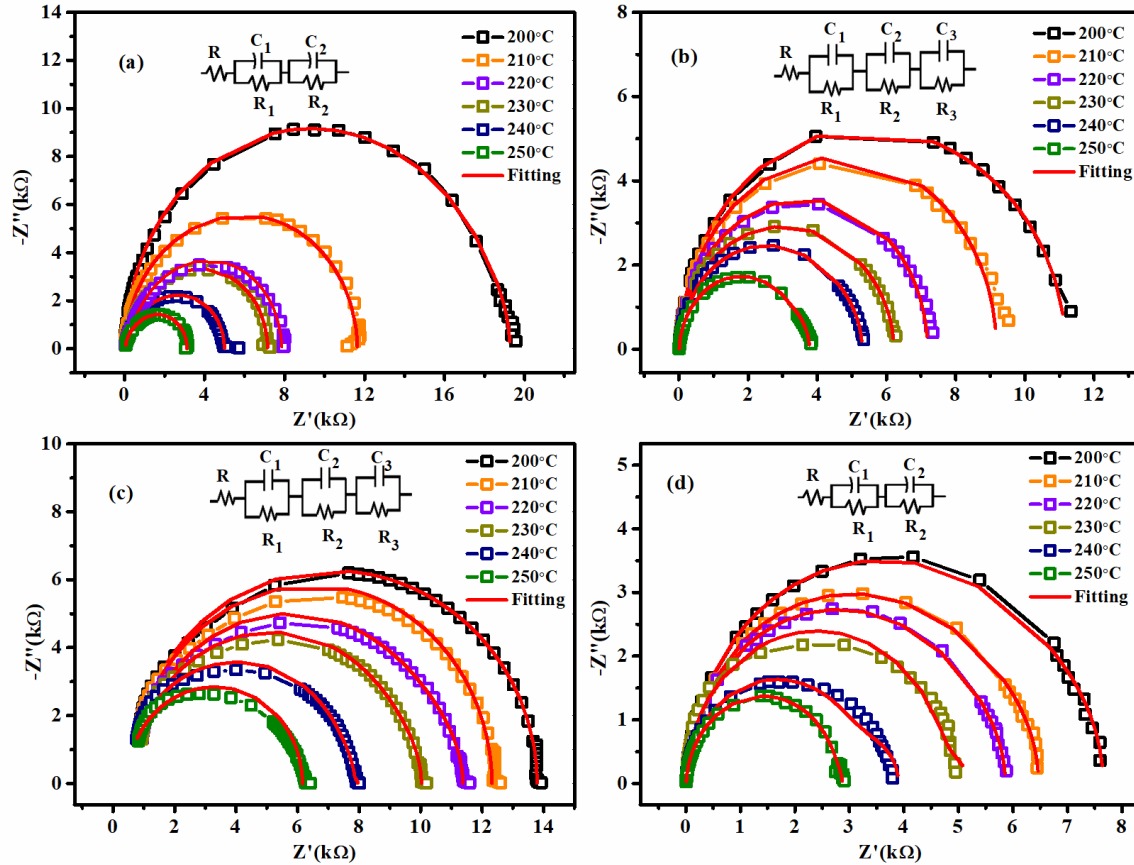 (a)
R
C1
C2
R1
R2
200°C
210°C
220°C
230°C
240°C
250°C
Fitting
14
12
10
8
6
4
2
0
-Z''(kΩ)
0 4 8 12 16 20
Z'(kΩ)
(b)
R
C1
C2
C3
R1
R2
R3
200°C
210°C
220°C
230°C
240°C
250°C
Fitting
8
6
4
2
0
-Z''(kΩ)
0 2 4 6 8 10 12
Z'(kΩ)
(c)
R
C1
C2
C3
R1
R2
R3
200°C
210°C
220°C
230°C
240°C
250°C
Fitting
10
8
6
4
2
0
-Z''(kΩ)
0 2 4 6 8 10 12 14
Z'(kΩ)
(d)
R
C1
C2
R1
R2
200°C
210°C
220°C
230°C
240°C
250°C
Fitting
5
4
3
2
1
0
-Z''(kΩ)
0 1 2 3 4 5 6 7 8
Z'(kΩ)